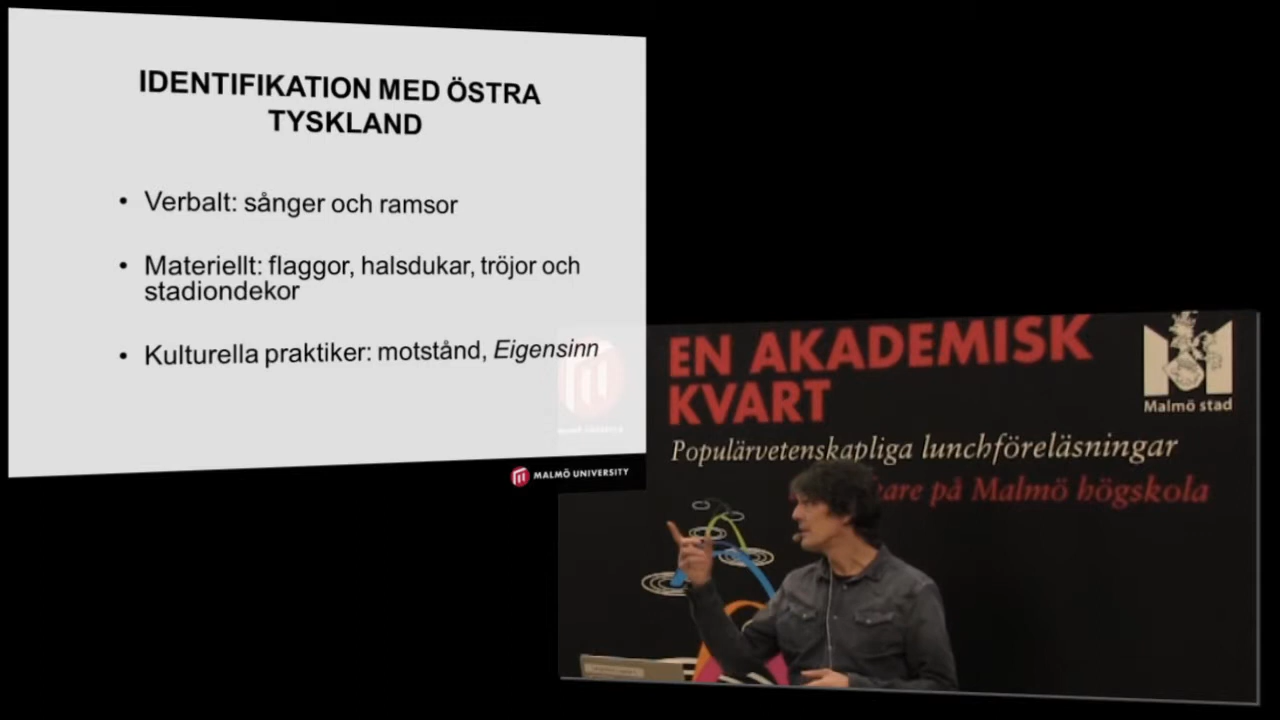 IDENTIFIKATION MED ÖSTRA
TYSKLAND
• Verbalt: sånger och ramsor
• Materiellt: flaggor, halsdukar, tröjor och
stadiondekor
• Kulturella praktiker: motstånd, Eigensinn
MALMÖ UNIVERSITY
EN AKADEMISK
KVART
Malmö stad
Populärvetenskapliga lunchföreläsningar
på Malmö högskola